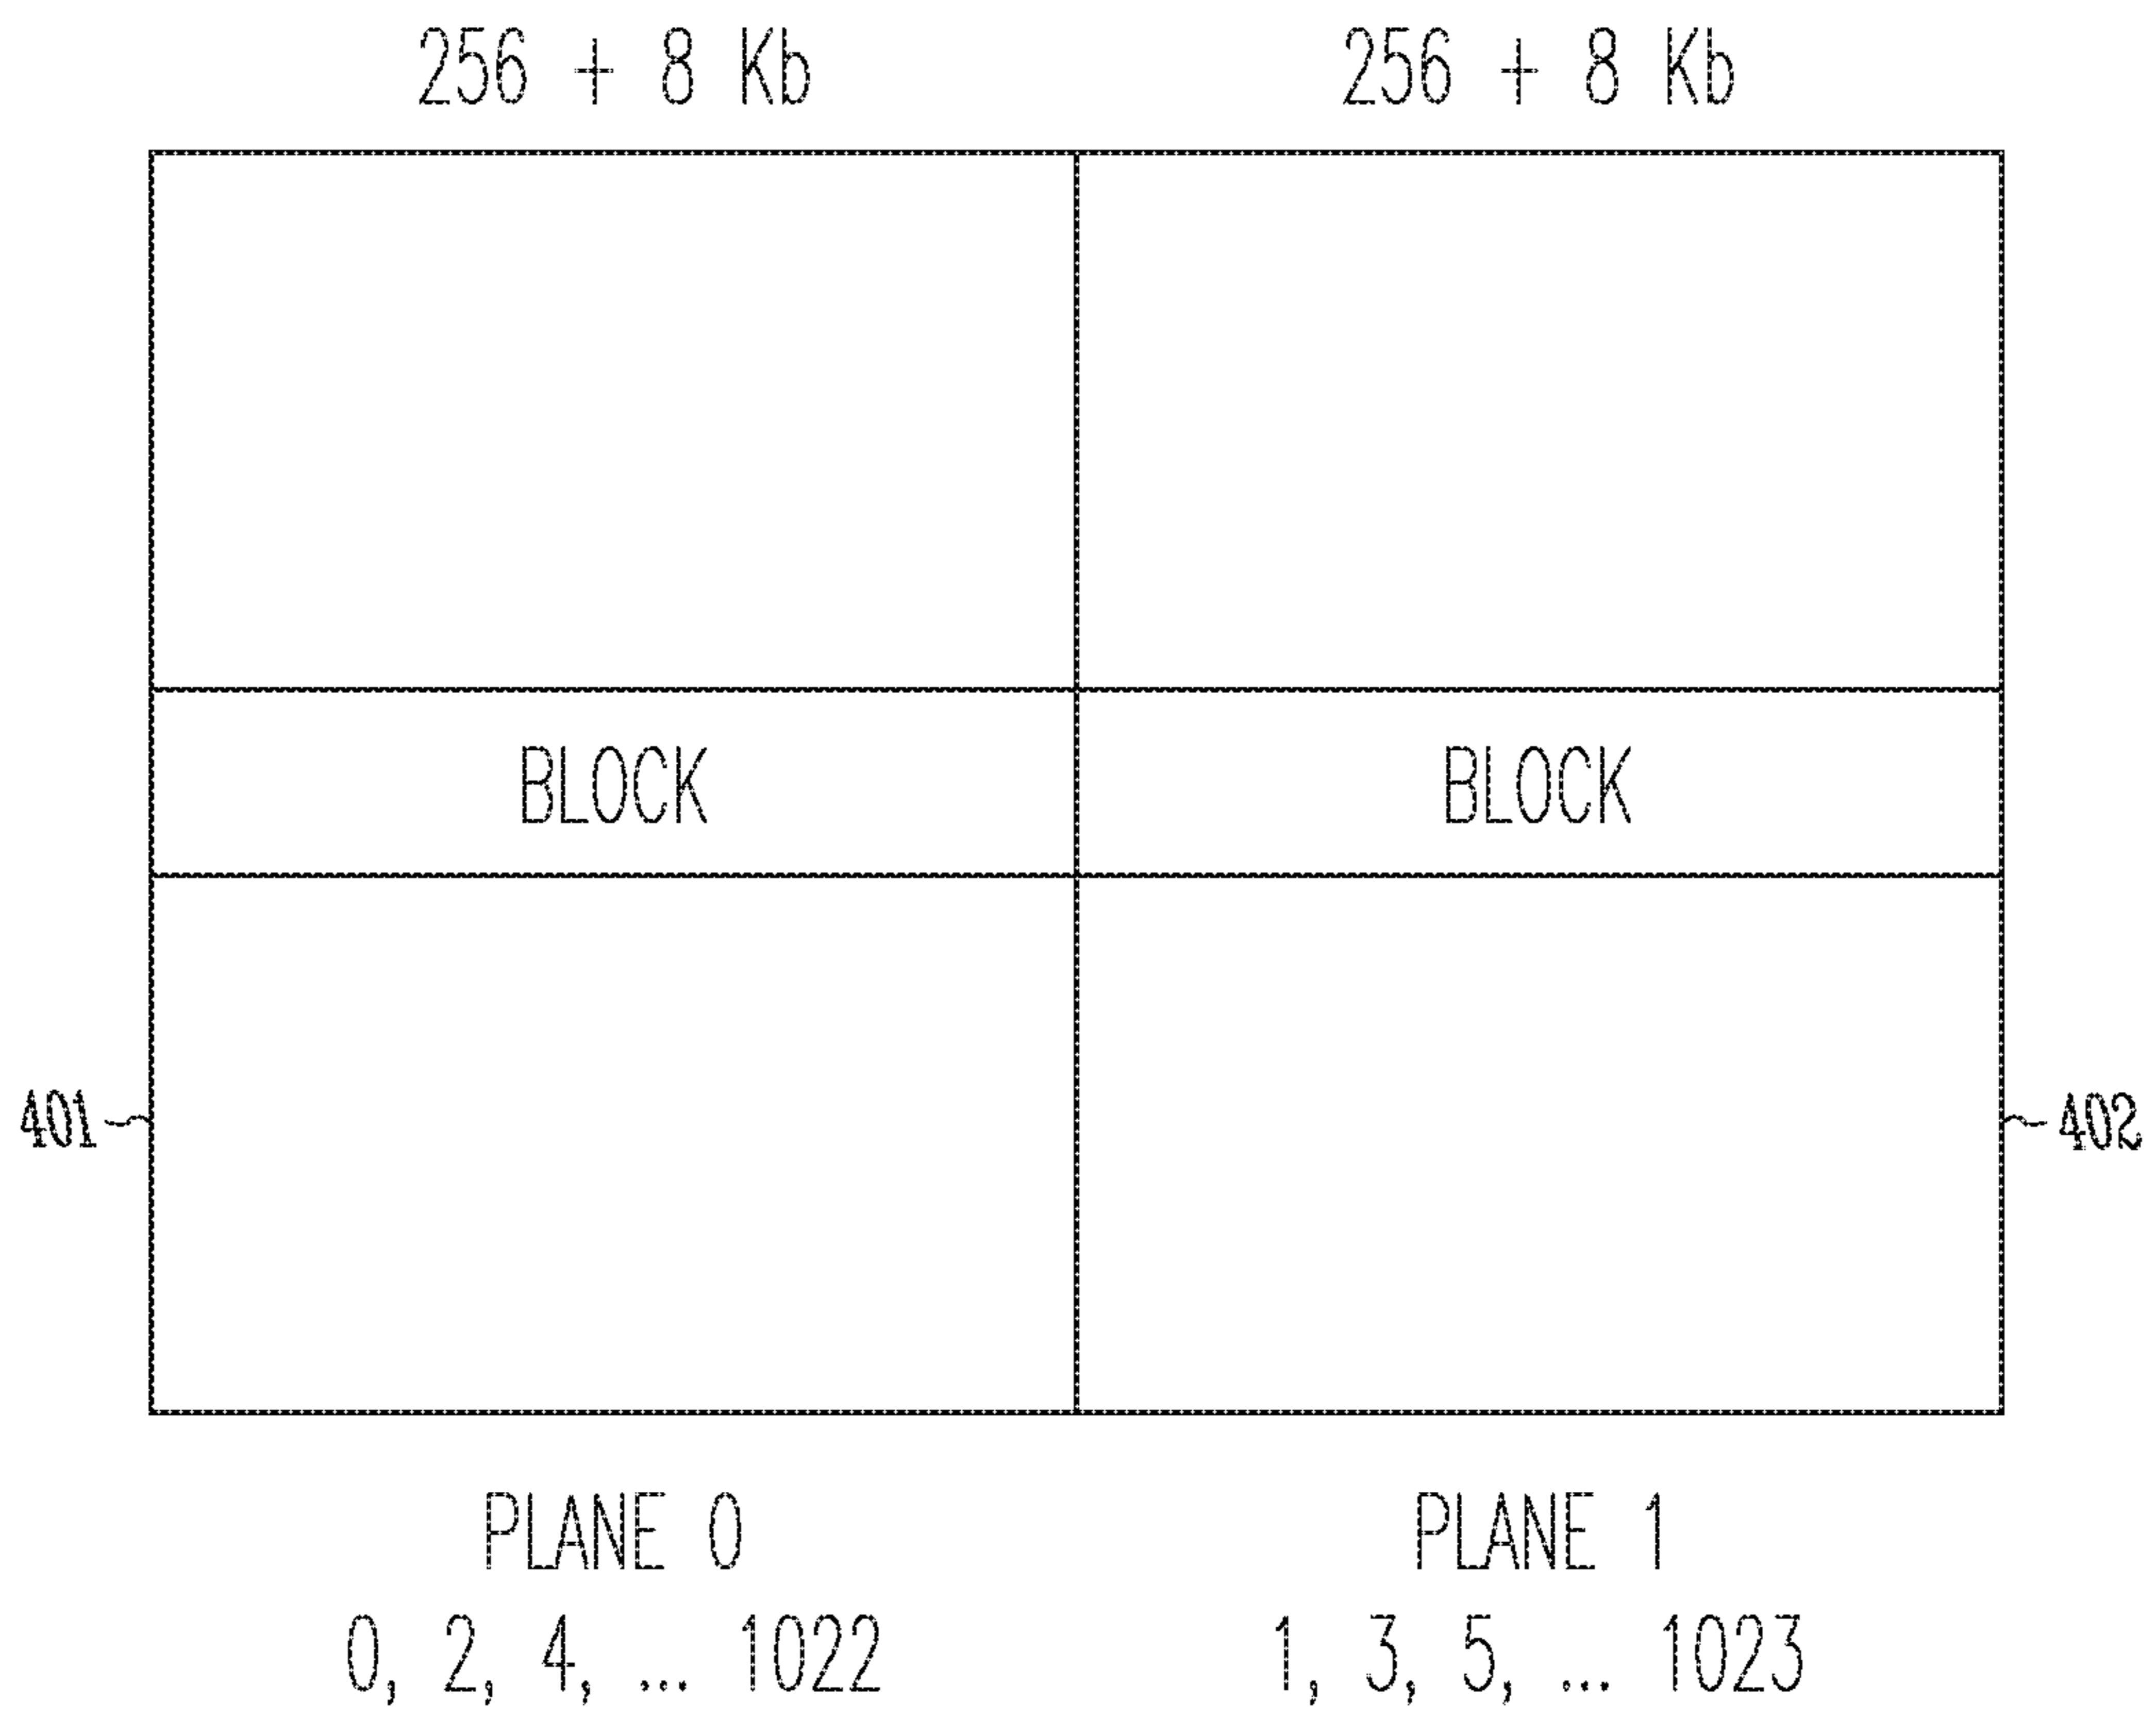 256 + 8 Kb 256 + 8 Kb
BLOCK BLOCK
401 402
PLANE 0 PLANE 1
0, 2, 4, ... 1022 1, 3, 5, ... 1023